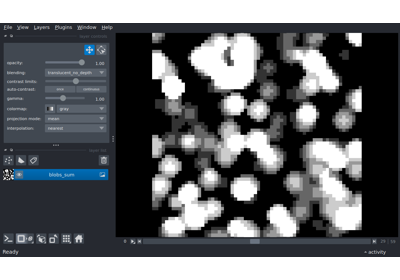 File View Layers Plugins Window Help
opacity: 1.00
blending: translucent_no_depth
contrast limits:
auto-contrast: once continuous
gamma: 1.00
colormap: gray
projection mode: mean
interpolation: nearest
blobs_sum
Ready
activity